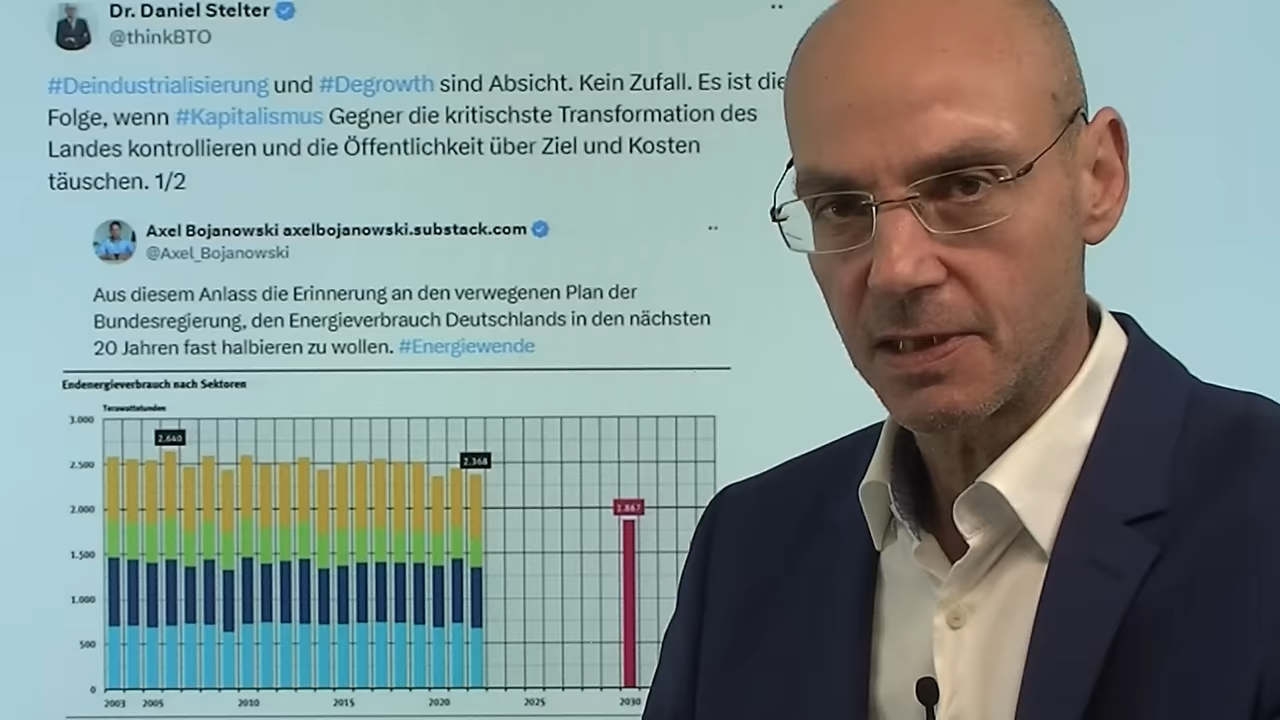 Dr. Daniel Stelter
@thinkBTO
#Deindustrialisierung und #Degrowth sind Absicht. Kein Zufall. Es ist die
Folge, wenn #Kapitalismus Gegner die kritischste Transformation des
Landes kontrollieren und die Öffentlichkeit über Ziel und Kosten
täuschen. 1/2
Axel Bojanowski axelbojanowski.substack.com
@Axel_Bojanowski
Aus diesem Anlass die Erinnerung an den verwegenen Plan der
Bundesregierung, den Energieverbrauch Deutschlands in den nächsten
20 Jahren fast halbieren zu wollen. #Energiewende
Endenergieverbrauch nach Sektoren
Terawattstunden
3.000
2.640
2.500
2.368
2.000
1.867
1.500
1.000
500
0
2003 2005 2010 2015 2020 2025 2030